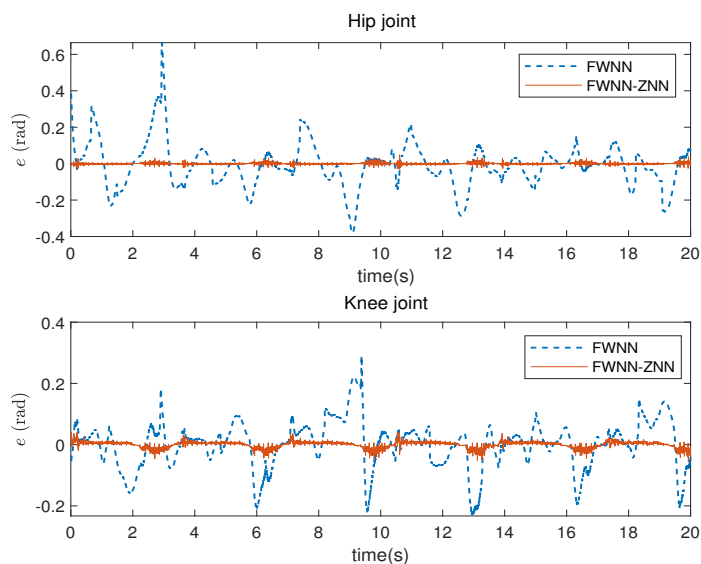 Hip joint
0.6
0.4
0.2
0
-0.2
-0.4
e (rad)
FWNN
FWNN-ZNN
0 2 4 6 8 10 12 14 16 18 20
time(s)
Knee joint
0.4
0.2
0
-0.2
e (rad)
FWNN
FWNN-ZNN
0 2 4 6 8 10 12 14 16 18 20
time(s)